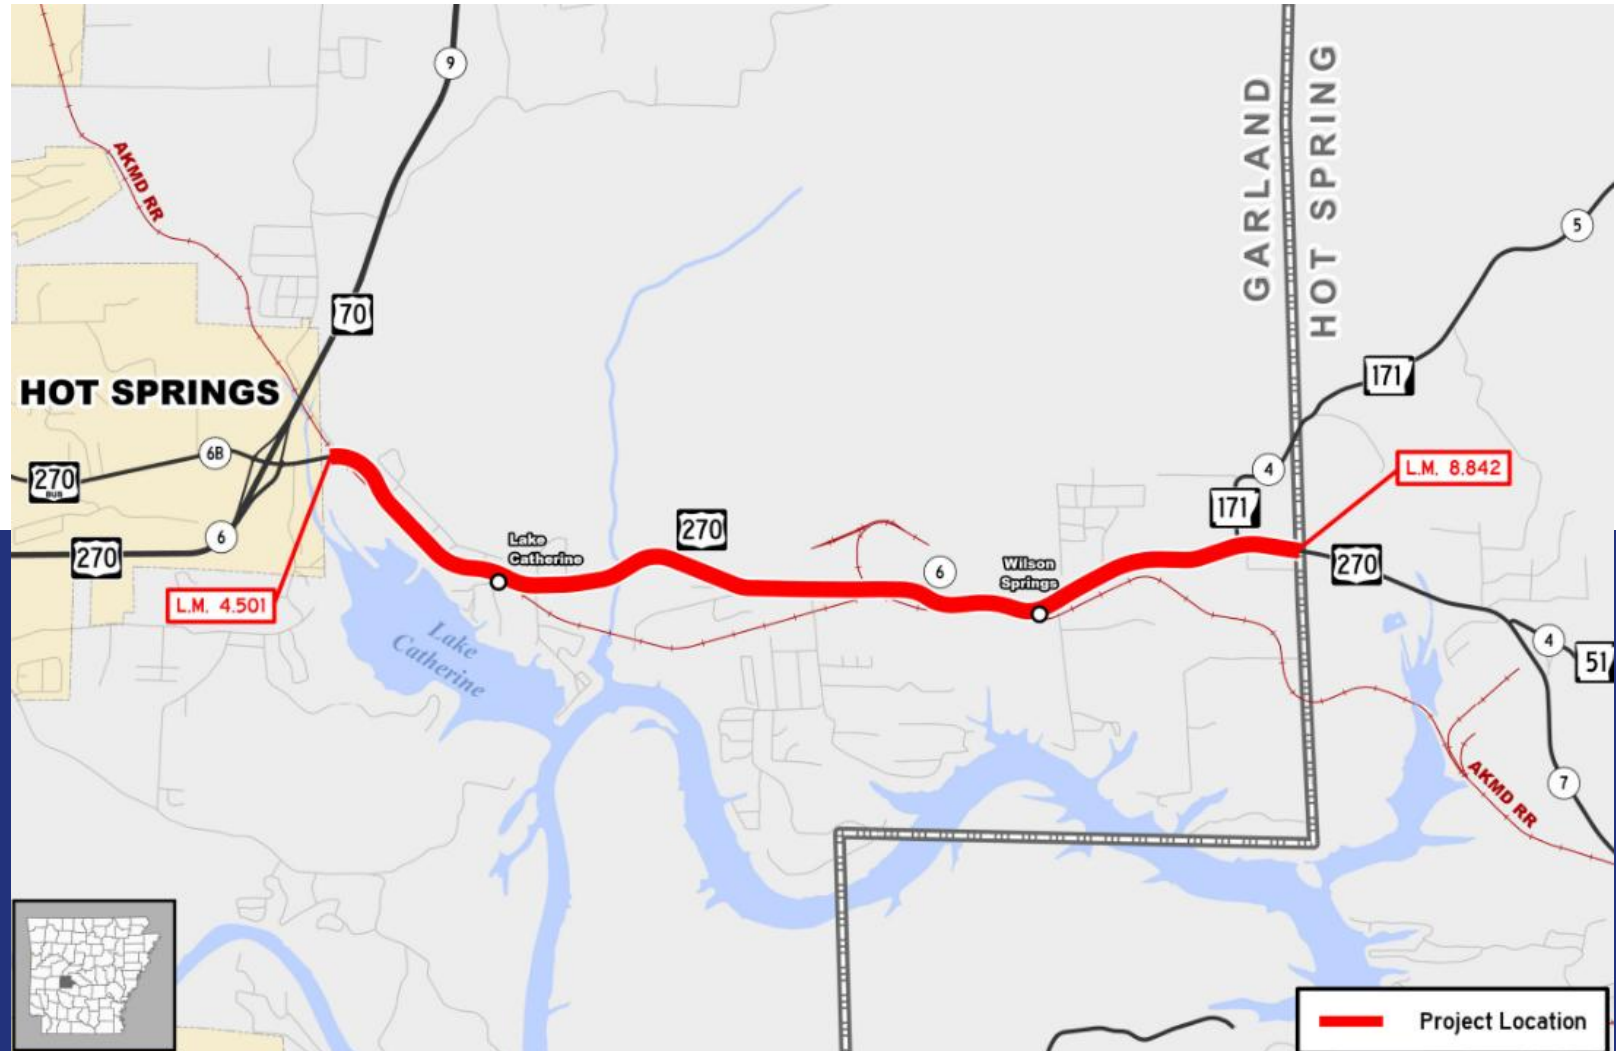 9
GARLAND
HOT SPRING
AKMD RR
5
70
171
HOT SPRINGS
6B
270
BUS
4
L.M. 8.842
171
6
270
270
Lake
Catherine
6
Wilson
Springs
270
L.M. 4.501
Lake
Catherine
4
51
7
AKMD RR
Project Location